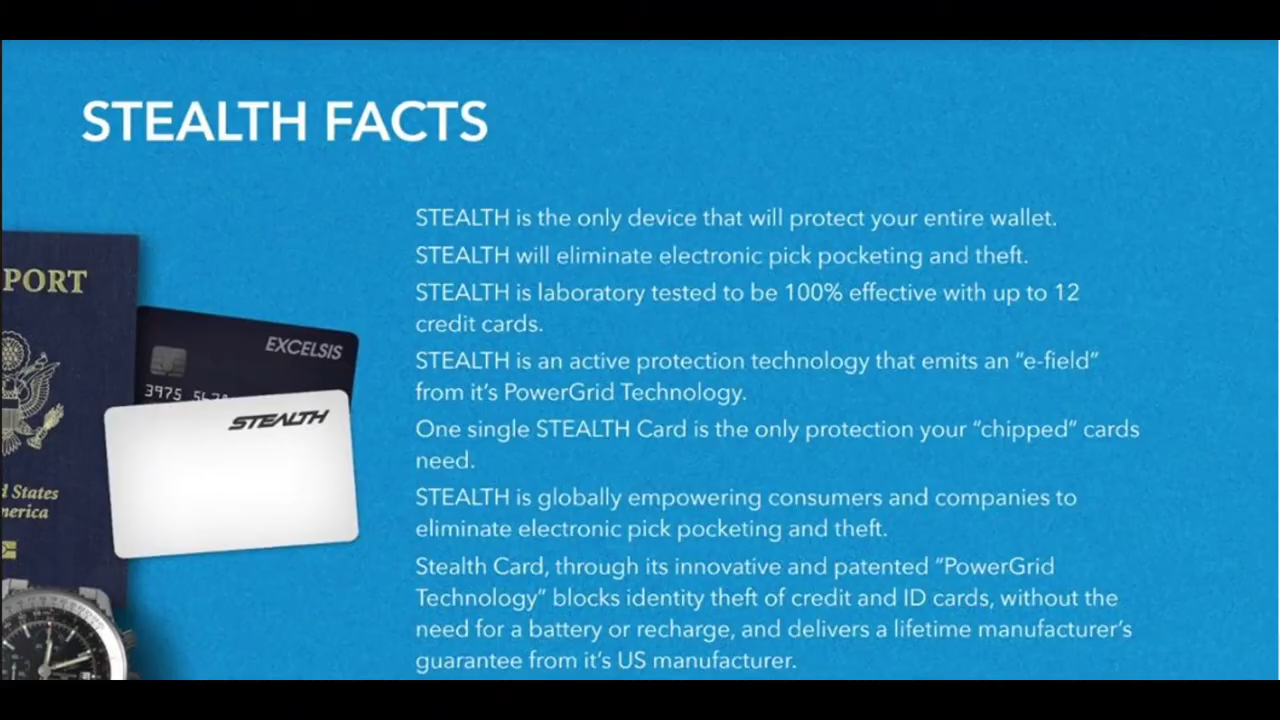 STEALTH FACTS
STEALTH is the only device that will protect your entire wallet.
STEALTH will eliminate electronic pick pocketing and theft.
STEALTH is laboratory tested to be 100% effective with up to 12
credit cards.
STEALTH is an active protection technology that emits an “e-field”
from it’s PowerGrid Technology.
One single STEALTH Card is the only protection your “chipped” cards
need.
STEALTH is globally empowering consumers and companies to
eliminate electronic pick pocketing and theft.
Stealth Card, through its innovative and patented “PowerGrid
Technology” blocks identity theft of credit and ID cards, without the
need for a battery or recharge, and delivers a lifetime manufacturer’s
guarantee from it’s US manufacturer.
PORT
EXCELSIS
3975
STEALTH
d States
merica